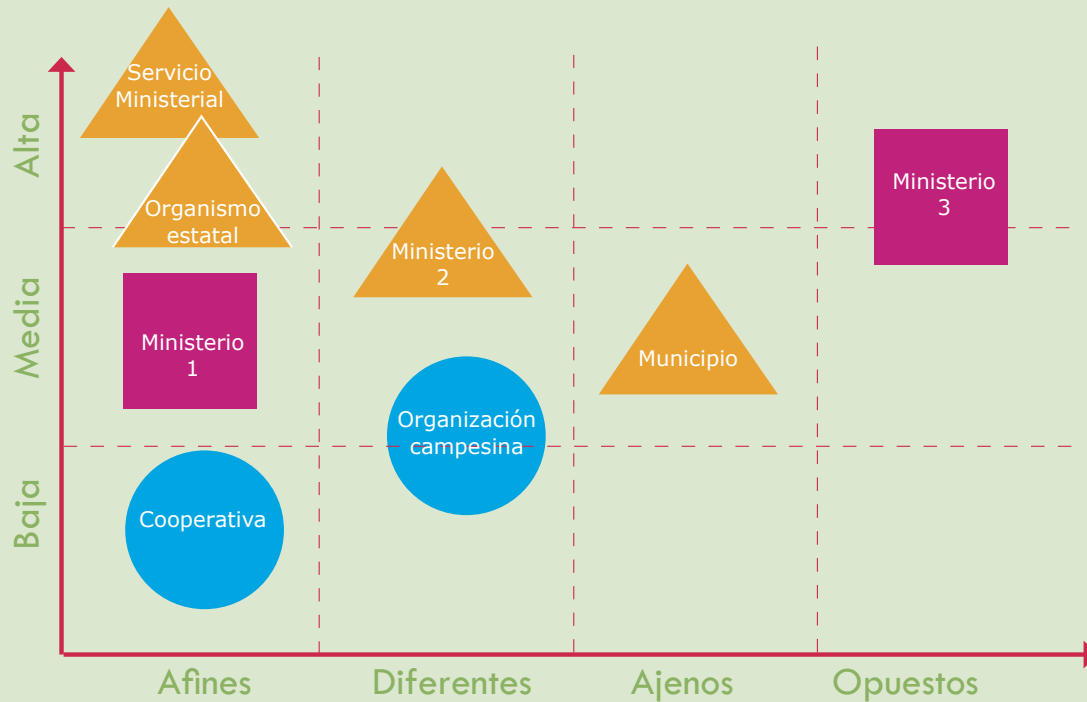 Servicio
Ministerial
Alta
Ministerio
3
Organismo
estatal
Ministerio
2
Media
Ministerio
1
Municipio
Organización
campesina
Baja
Cooperativa
Afines
Diferentes
Ajenos
Opuestos